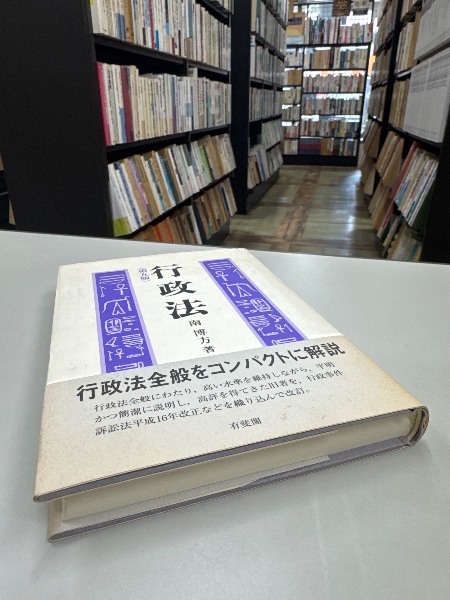 行政法
〔第五版〕
南 博方 著
行政法全般をコンパクトに解説
行政法全般にわたり，高い水準を維持しながら，平明
かつ簡潔に説明し，高評を得てきた旧著を，行政事件
訴訟法平成16年改正などを織り込んで改訂。
有斐閣